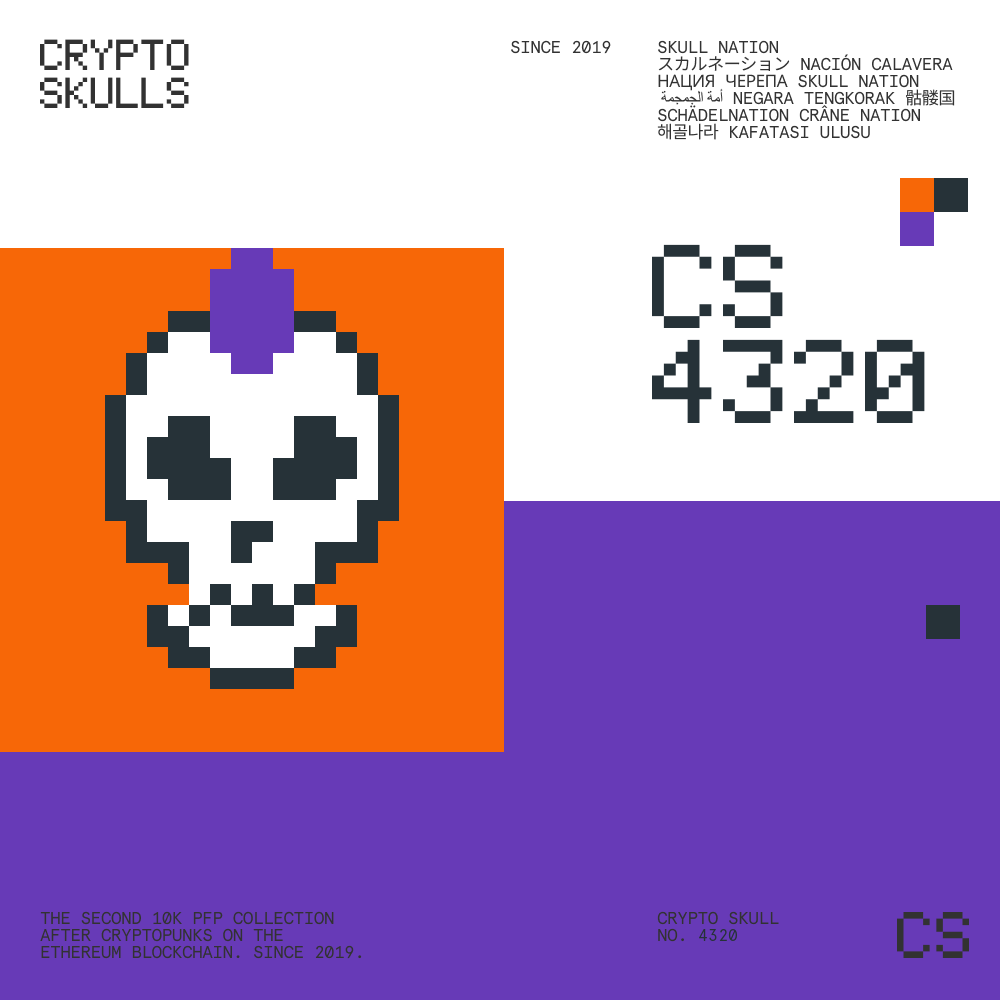 CRYPTO
SKULLS
SINCE 2019
SKULL NATION
スカルネーション NACIÓN CALAVERA
НАЦИЯ ЧЕРЕПА SKULL NATION
أمة الجمجمة NEGARA TENGKORAK 骷髅国
SCHÄDELNATION CRÂNE NATION
해골나라 KAFATASI ULUSU
CS
4320
THE SECOND 10K PFP COLLECTION
AFTER CRYPTOPUNKS ON THE
ETHEREUM BLOCKCHAIN. SINCE 2019.
CRYPTO SKULL
NO. 4320
CS